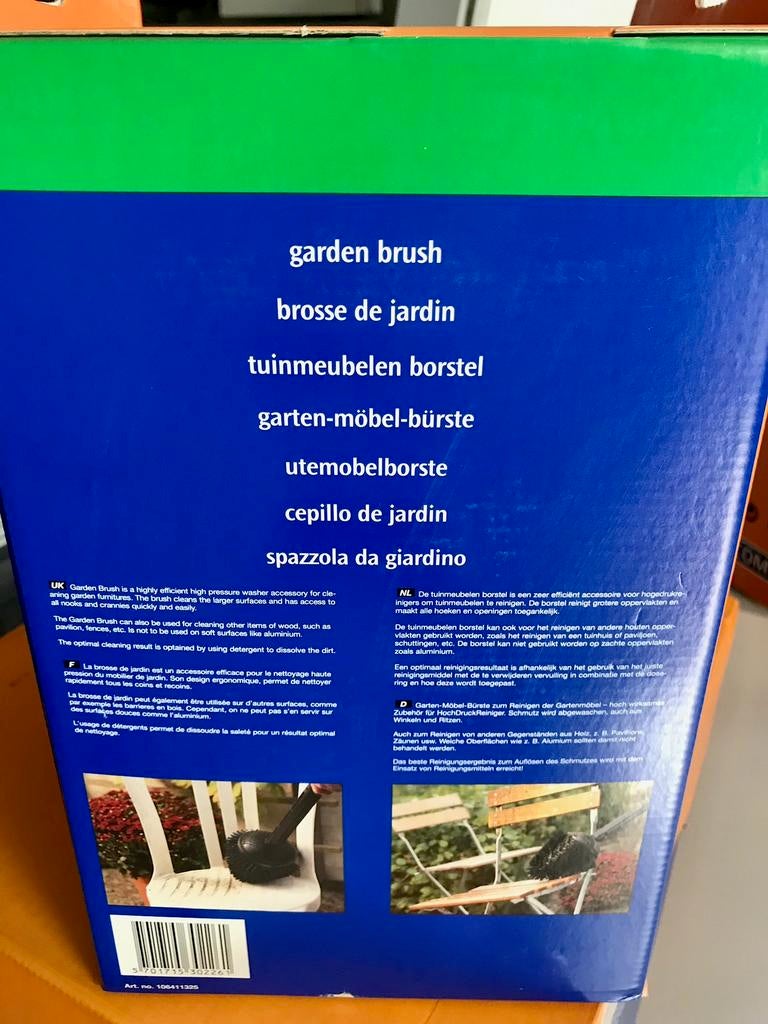 garden brush
brosse de jardin
tuinmeubelen borstel
garten-möbel-bürste
utemobelborste
cepillo de jardin
spazzola da giardino
UK Garden Brush is a highly efficient high pressure washer accessory for cle-
aning garden furnitures. The brush cleans the larger surfaces and has access to
all nooks and crannies quickly and easily.
The Garden Brush can also be used for cleaning other items of wood, such as
pavilion, fences, etc. Is not to be used on soft surfaces like aluminium.
The optimal cleaning result is optained by using detergent to dissolve the dirt.
F La brosse de jardin est un accessoire efficace pour le nettoyage haute
pression du mobilier de jardin. Son design ergonomique, permet de nettoyer
rapidement tous les coins et recoins.
La brosse de jardin peut également être utilisée sur d'autres surfaces, comme
par exemple les barrieres en bois. Cependant, on ne peut pas s'en servir sur
des surfaces douces comme l'aluminium.
L'usage de détergents permet de dissoudre la saleté pour un résultat optimal
de nettoyage.
NL De tuinmeubelen borstel is een zeer efficiënt accessoire voor hogedrukre-
inigers om tuinmeubelen te reinigen. De borstel reinigt grotere oppervlakten en
maakt alle hoeken en openingen toegankelijk.
De tuinmeubelen borstel kan ook voor het reinigen van andere houten opper-
vlakten gebruikt worden, zoals het reinigen van een tuinhuis of paviljoen,
schuttingen, etc. De borstel kan niet gebruikt worden op zachte oppervlakten
zoals aluminium.
Een optimaal reinigingsresultaat is afhankelijk van het gebruik van het juiste
reinigingsmiddel met de te verwijderen vervuiling in combinatie met de dose-
ring en hoe deze wordt toegepast.
D Garten-Möbel-Bürste zum Reinigen der Gartenmöbel – hoch wirksames
Zubehör für HochDruckReiniger. Schmutz wird abgewaschen, auch aus
Winkeln und Ritzen.
Auch zum Reinigen von anderen Gegenständen aus Holz, z. B. Pavillions,
Zäunen usw. Weiche Oberflächen wie z. B. Alumium sollten damit nicht
behandelt werden.
Das beste Reinigungsergebnis zum Auflösen des Schmutzes wird mit dem
Einsatz von Reinigungsmitteln erreicht!
5 701715 302261
Art. no. 106411325